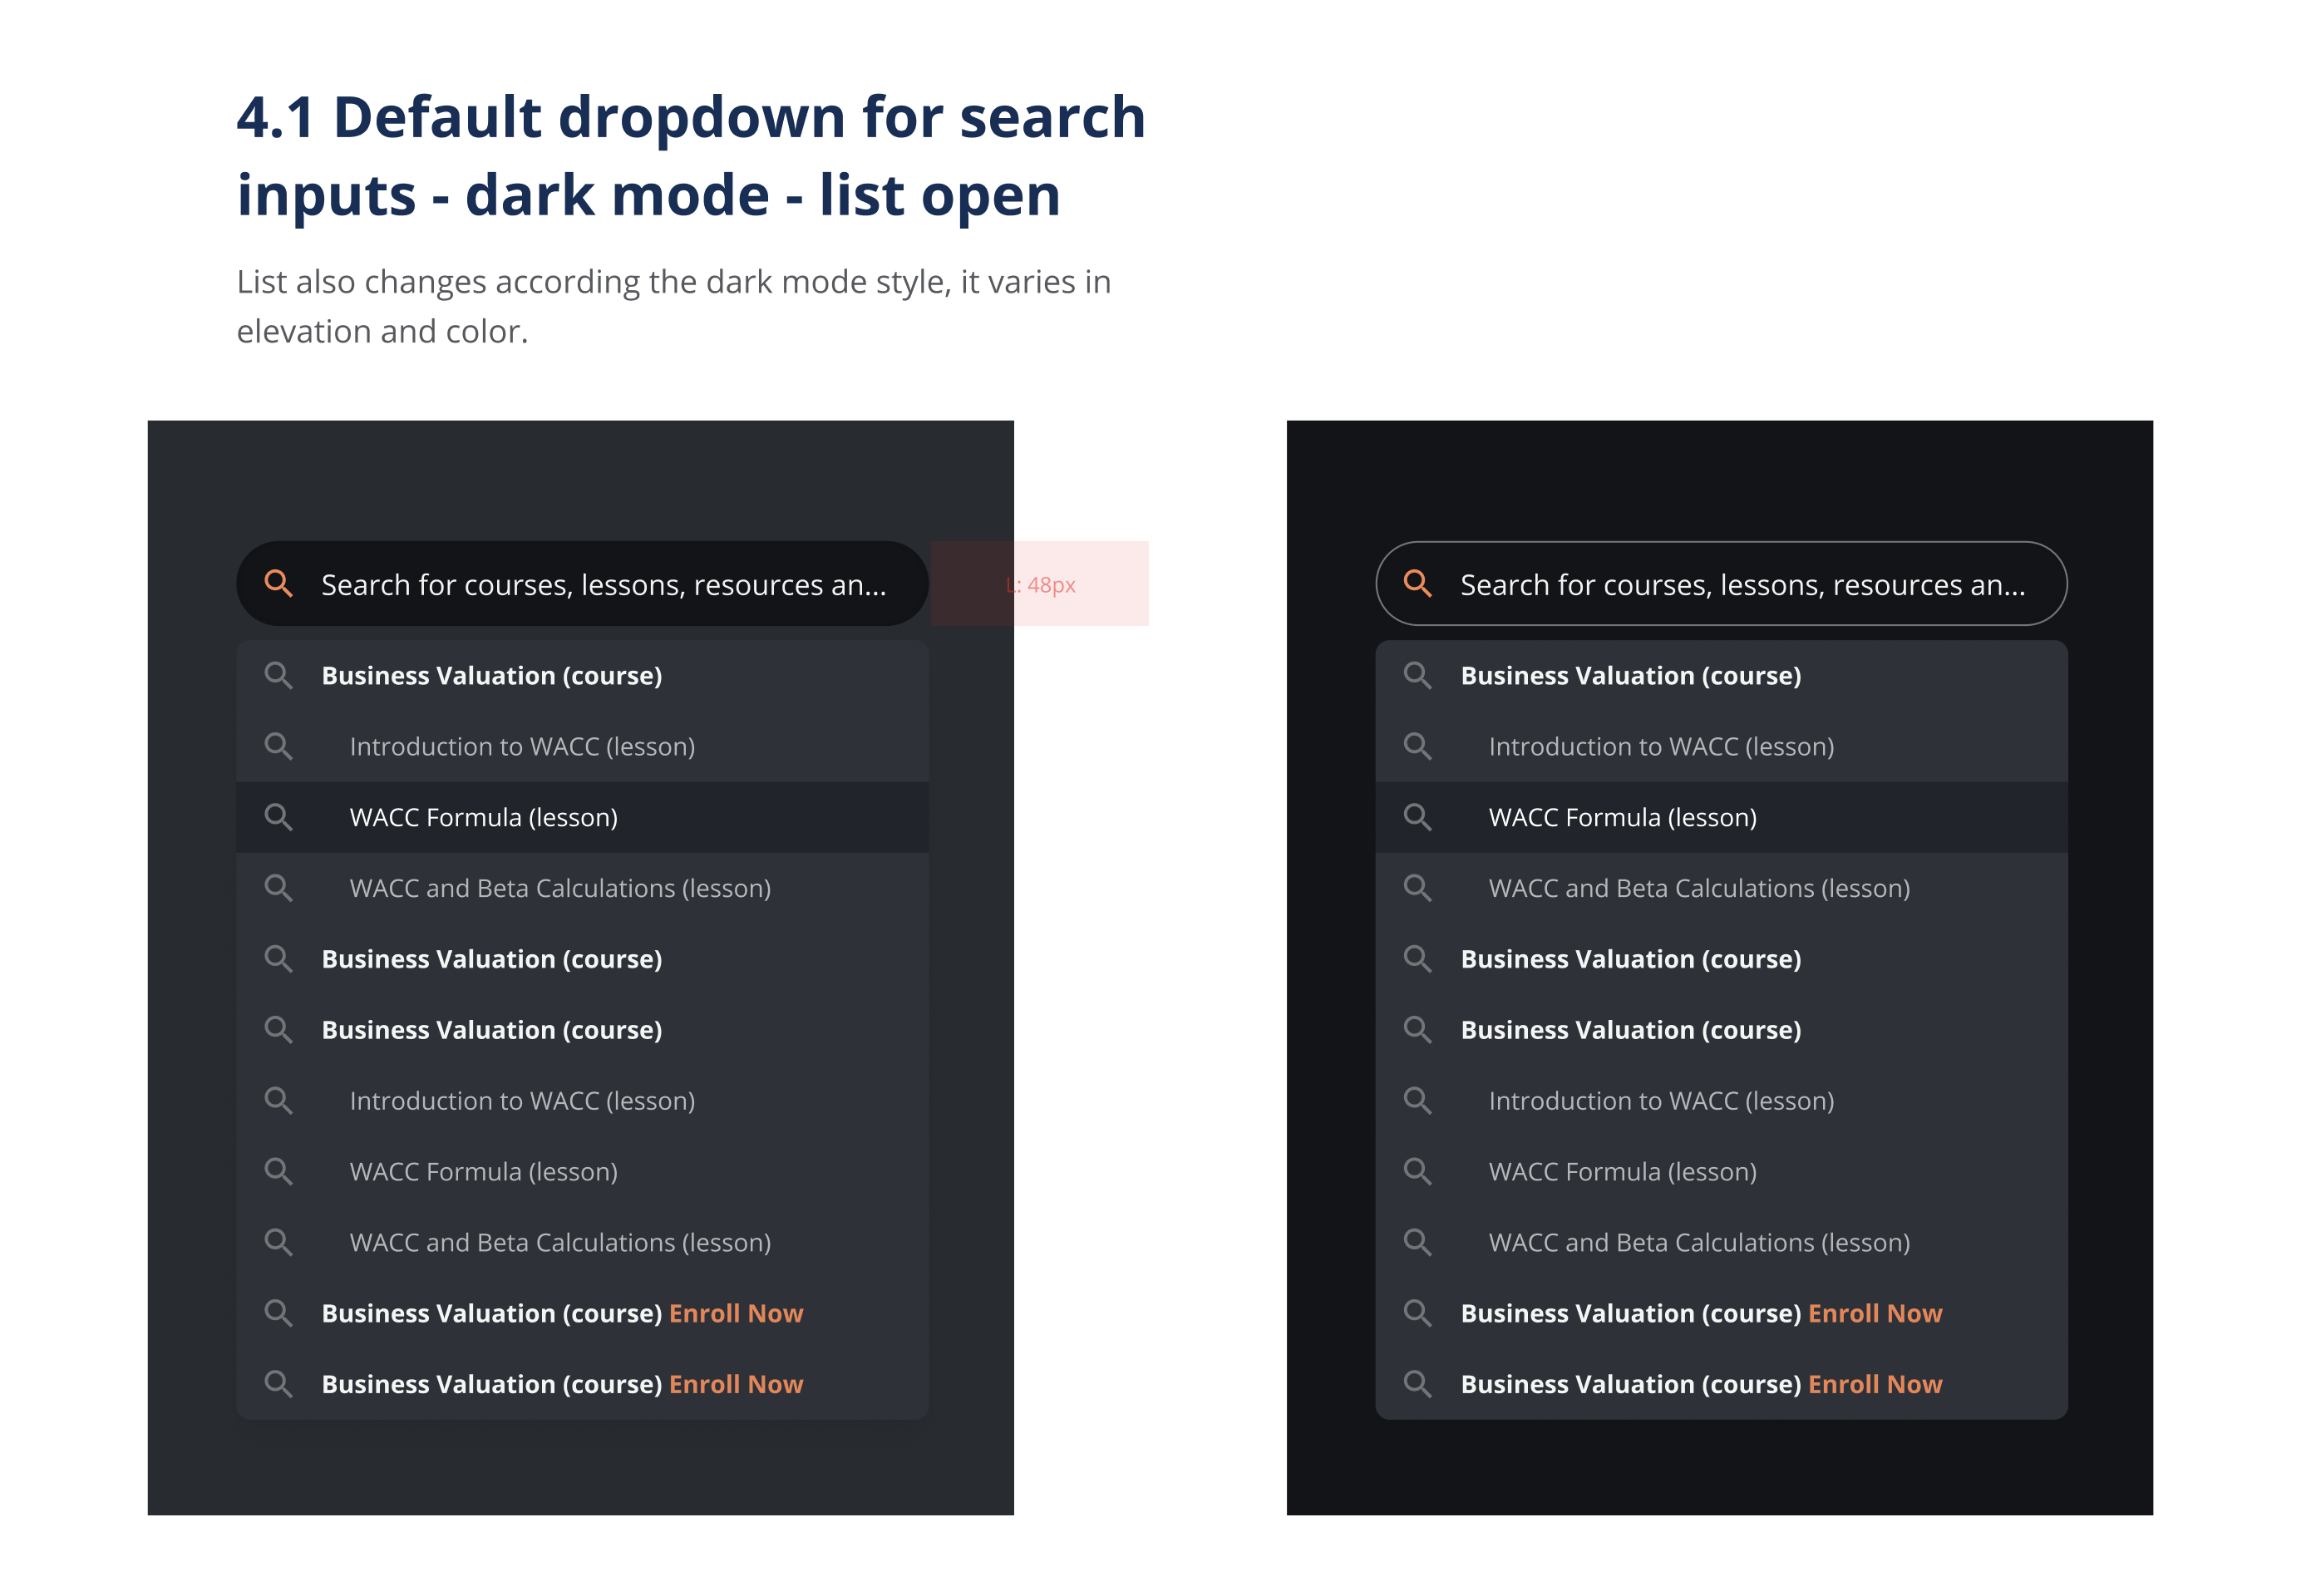 4.1 Default dropdown for search
inputs - dark mode - list open
List also changes according the dark mode style, it varies in
elevation and color.
Search for courses, lessons, resources an...
L: 48px
Business Valuation (course)
Introduction to WACC (lesson)
WACC Formula (lesson)
WACC and Beta Calculations (lesson)
Business Valuation (course)
Business Valuation (course)
Introduction to WACC (lesson)
WACC Formula (lesson)
WACC and Beta Calculations (lesson)
Business Valuation (course) Enroll Now
Business Valuation (course) Enroll Now
Search for courses, lessons, resources an...
Business Valuation (course)
Introduction to WACC (lesson)
WACC Formula (lesson)
WACC and Beta Calculations (lesson)
Business Valuation (course)
Business Valuation (course)
Introduction to WACC (lesson)
WACC Formula (lesson)
WACC and Beta Calculations (lesson)
Business Valuation (course) Enroll Now
Business Valuation (course) Enroll Now